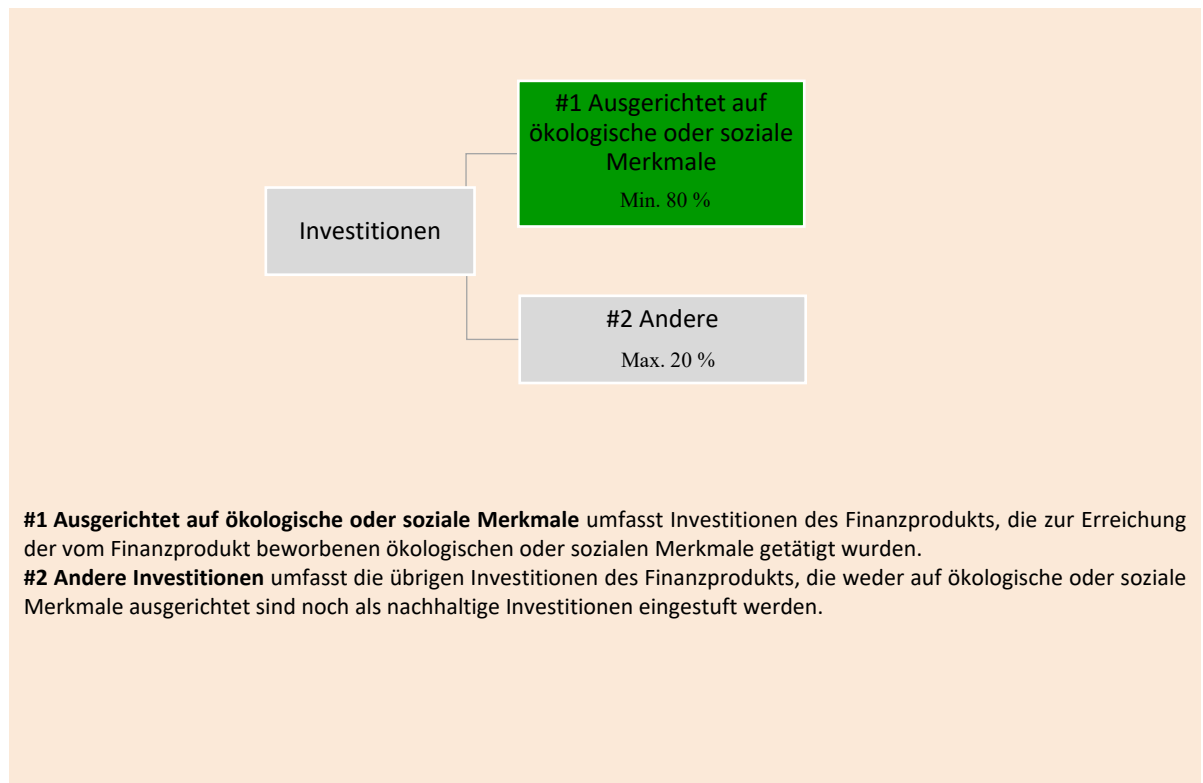 #1 Ausgerichtet auf
ökologische oder soziale
Merkmale
Min. 80 %
Investitionen
#2 Andere
Max. 20 %
#1 Ausgerichtet auf ökologische oder soziale Merkmale umfasst Investitionen des Finanzprodukts, die zur Erreichung
der vom Finanzprodukt beworbenen ökologischen oder sozialen Merkmale getätigt wurden.
#2 Andere Investitionen umfasst die übrigen Investitionen des Finanzprodukts, die weder auf ökologische oder soziale
Merkmale ausgerichtet sind noch als nachhaltige Investitionen eingestuft werden.